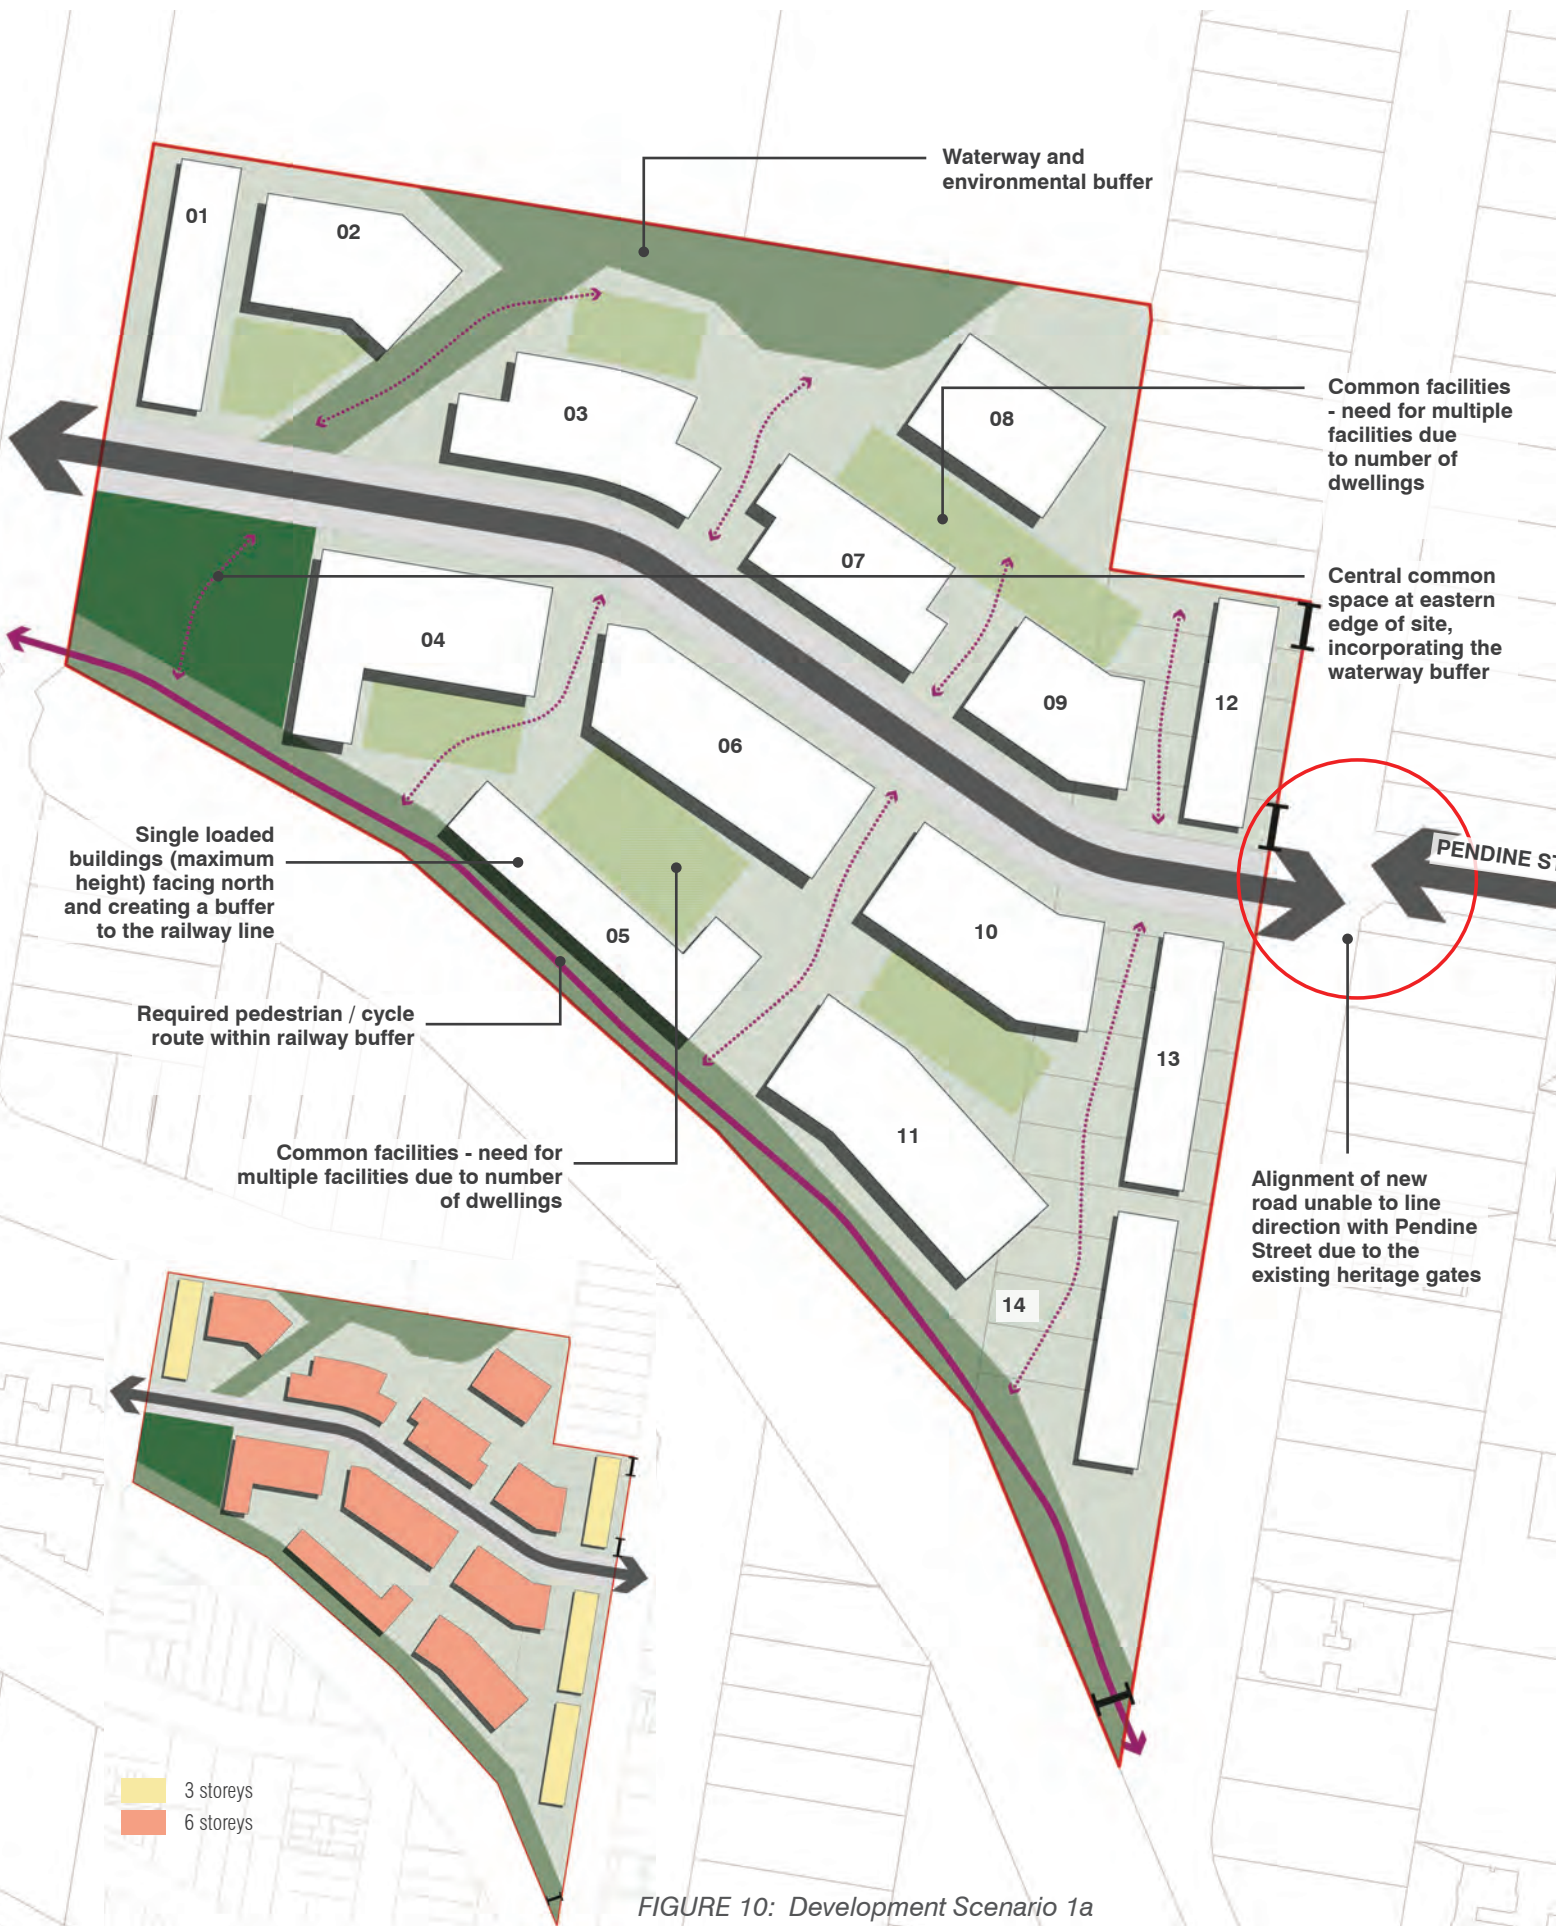 Waterway and
environmental buffer
01
02
03
08
Common facilities
- need for multiple
facilities due
to number of
dwellings
07
Central common
space at eastern
edge of site,
incorporating the
waterway buffer
04
09
12
06
Single loaded
buildings (maximum
height) facing north
and creating a buffer
to the railway line
PENDINE ST
05
10
Required pedestrian / cycle
route within railway buffer
13
11
Common facilities - need for
multiple facilities due to number
of dwellings
Alignment of new
road unable to line
direction with Pendine
Street due to the
existing heritage gates
14
3 storeys
6 storeys
FIGURE 10: Development Scenario 1a